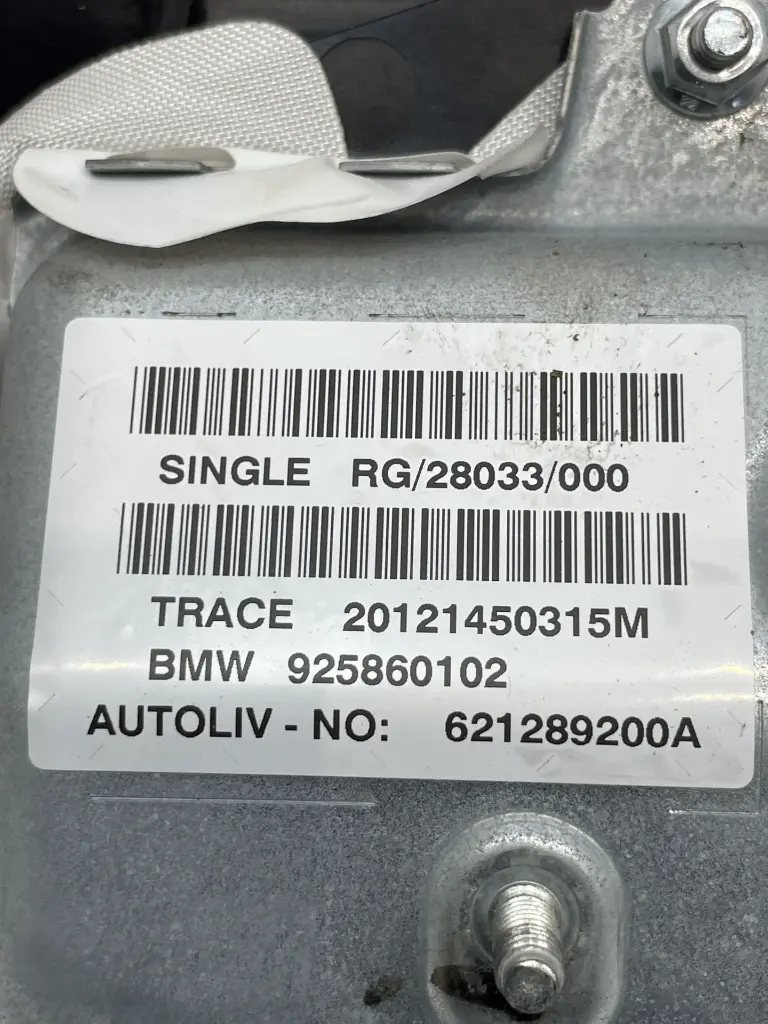 SINGLE RG/28033/000
TRACE 20121450315M
BMW 925860102
AUTOLIV - NO: 621289200A